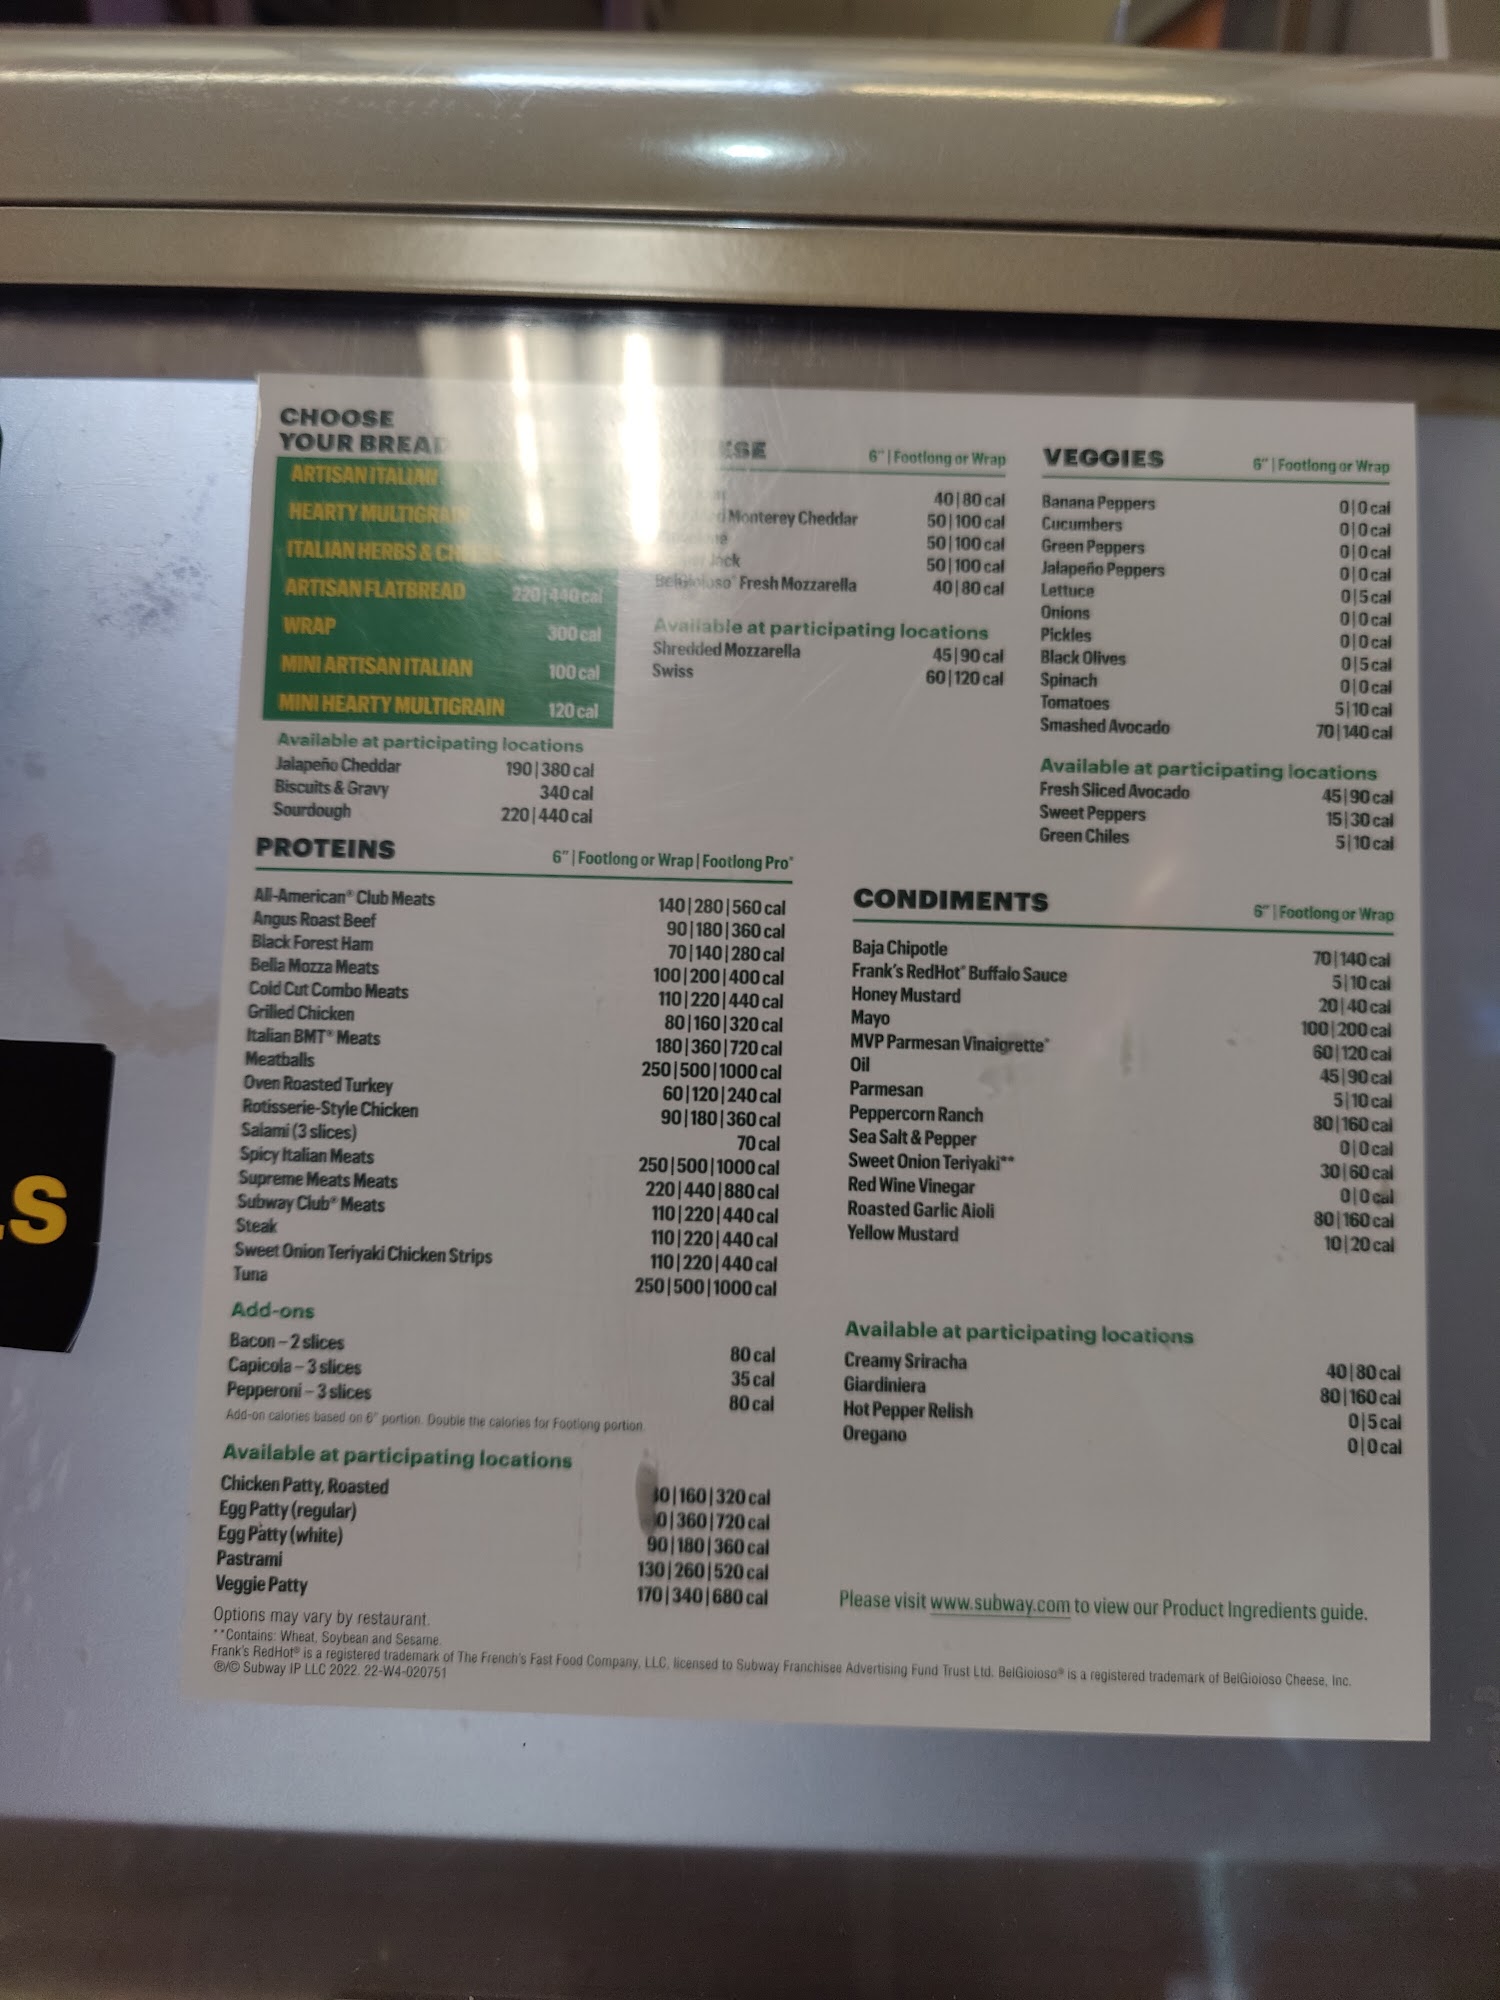 CHOOSE
YOUR BREAD
ARTISAN ITALIAN
HEARTY MULTIGRAIN
ITALIAN HERBS &
ARTISAN FLATBREAD 220|440 cal
WRAP 300 cal
MINI ARTISAN ITALIAN 100 cal
MINI HEARTY MULTIGRAIN 120 cal
Available at participating locations
Jalapeño Cheddar 190|380 cal
Biscuits & Gravy 340 cal
Sourdough 220|440 cal
6" | Footlong or Wrap
40|80 cal
Monterey Cheddar 50|100 cal
50|100 cal
Jack 50|100 cal
BelGioioso® Fresh Mozzarella 40|80 cal
Available at participating locations
Shredded Mozzarella 45|90 cal
Swiss 60|120 cal
VEGGIES 6" | Footlong or Wrap
Banana Peppers 0|0 cal
Cucumbers 0|0 cal
Green Peppers 0|0 cal
Jalapeño Peppers 0|0 cal
Lettuce 0|5 cal
Onions 0|0 cal
Pickles 0|0 cal
Black Olives 0|5 cal
Spinach 0|0 cal
Tomatoes 5|10 cal
Smashed Avocado 70|140 cal
Available at participating locations
Fresh Sliced Avocado 45|90 cal
Sweet Peppers 15|30 cal
Green Chiles 5|10 cal
PROTEINS 6" | Footlong or Wrap | Footlong Pro*
All-American® Club Meats 140|280|560 cal
Angus Roast Beef 90|180|360 cal
Black Forest Ham 70|140|280 cal
Bella Mozza Meats 100|200|400 cal
Cold Cut Combo Meats 110|220|440 cal
Grilled Chicken 80|160|320 cal
Italian BMT® Meats 180|360|720 cal
Meatballs 250|500|1000 cal
Oven Roasted Turkey 60|120|240 cal
Rotisserie-Style Chicken 90|180|360 cal
Salami (3 slices) 70 cal
Spicy Italian Meats 250|500|1000 cal
Supreme Meats Meats 220|440|880 cal
Subway Club® Meats 110|220|440 cal
Steak 110|220|440 cal
Sweet Onion Teriyaki Chicken Strips 110|220|440 cal
Tuna 250|500|1000 cal
Add-ons
Bacon – 2 slices 80 cal
Capicola – 3 slices 35 cal
Pepperoni – 3 slices 80 cal
Add-on calories based on 6" portion. Double the calories for Footlong portion.
Available at participating locations
Chicken Patty, Roasted |160|320 cal
Egg Patty (regular) |360|720 cal
Egg Patty (white) 90|180|360 cal
Pastrami 130|260|520 cal
Veggie Patty 170|340|680 cal
CONDIMENTS 6" | Footlong or Wrap
Baja Chipotle 70|140 cal
Frank's RedHot® Buffalo Sauce 5|10 cal
Honey Mustard 20|40 cal
Mayo 100|200 cal
MVP Parmesan Vinaigrette® 60|120 cal
Oil 45|90 cal
Parmesan 5|10 cal
Peppercorn Ranch 80|160 cal
Sea Salt & Pepper 0|0 cal
Sweet Onion Teriyaki** 30|60 cal
Red Wine Vinegar 0|0 cal
Roasted Garlic Aioli 80|160 cal
Yellow Mustard 10|20 cal
Available at participating locations
Creamy Sriracha 40|80 cal
Giardiniera 80|160 cal
Hot Pepper Relish 0|5 cal
Oregano 0|0 cal
Please visit www.subway.com to view our Product Ingredients guide.
Options may vary by restaurant.
**Contains: Wheat, Soybean and Sesame.
Frank's RedHot® is a registered trademark of The French's Fast Food Company, LLC, licensed to Subway Franchisee Advertising Fund Trust Ltd. BelGioioso® is a registered trademark of BelGioioso Cheese, Inc.
®/© Subway IP LLC 2022. 22-W4-020751